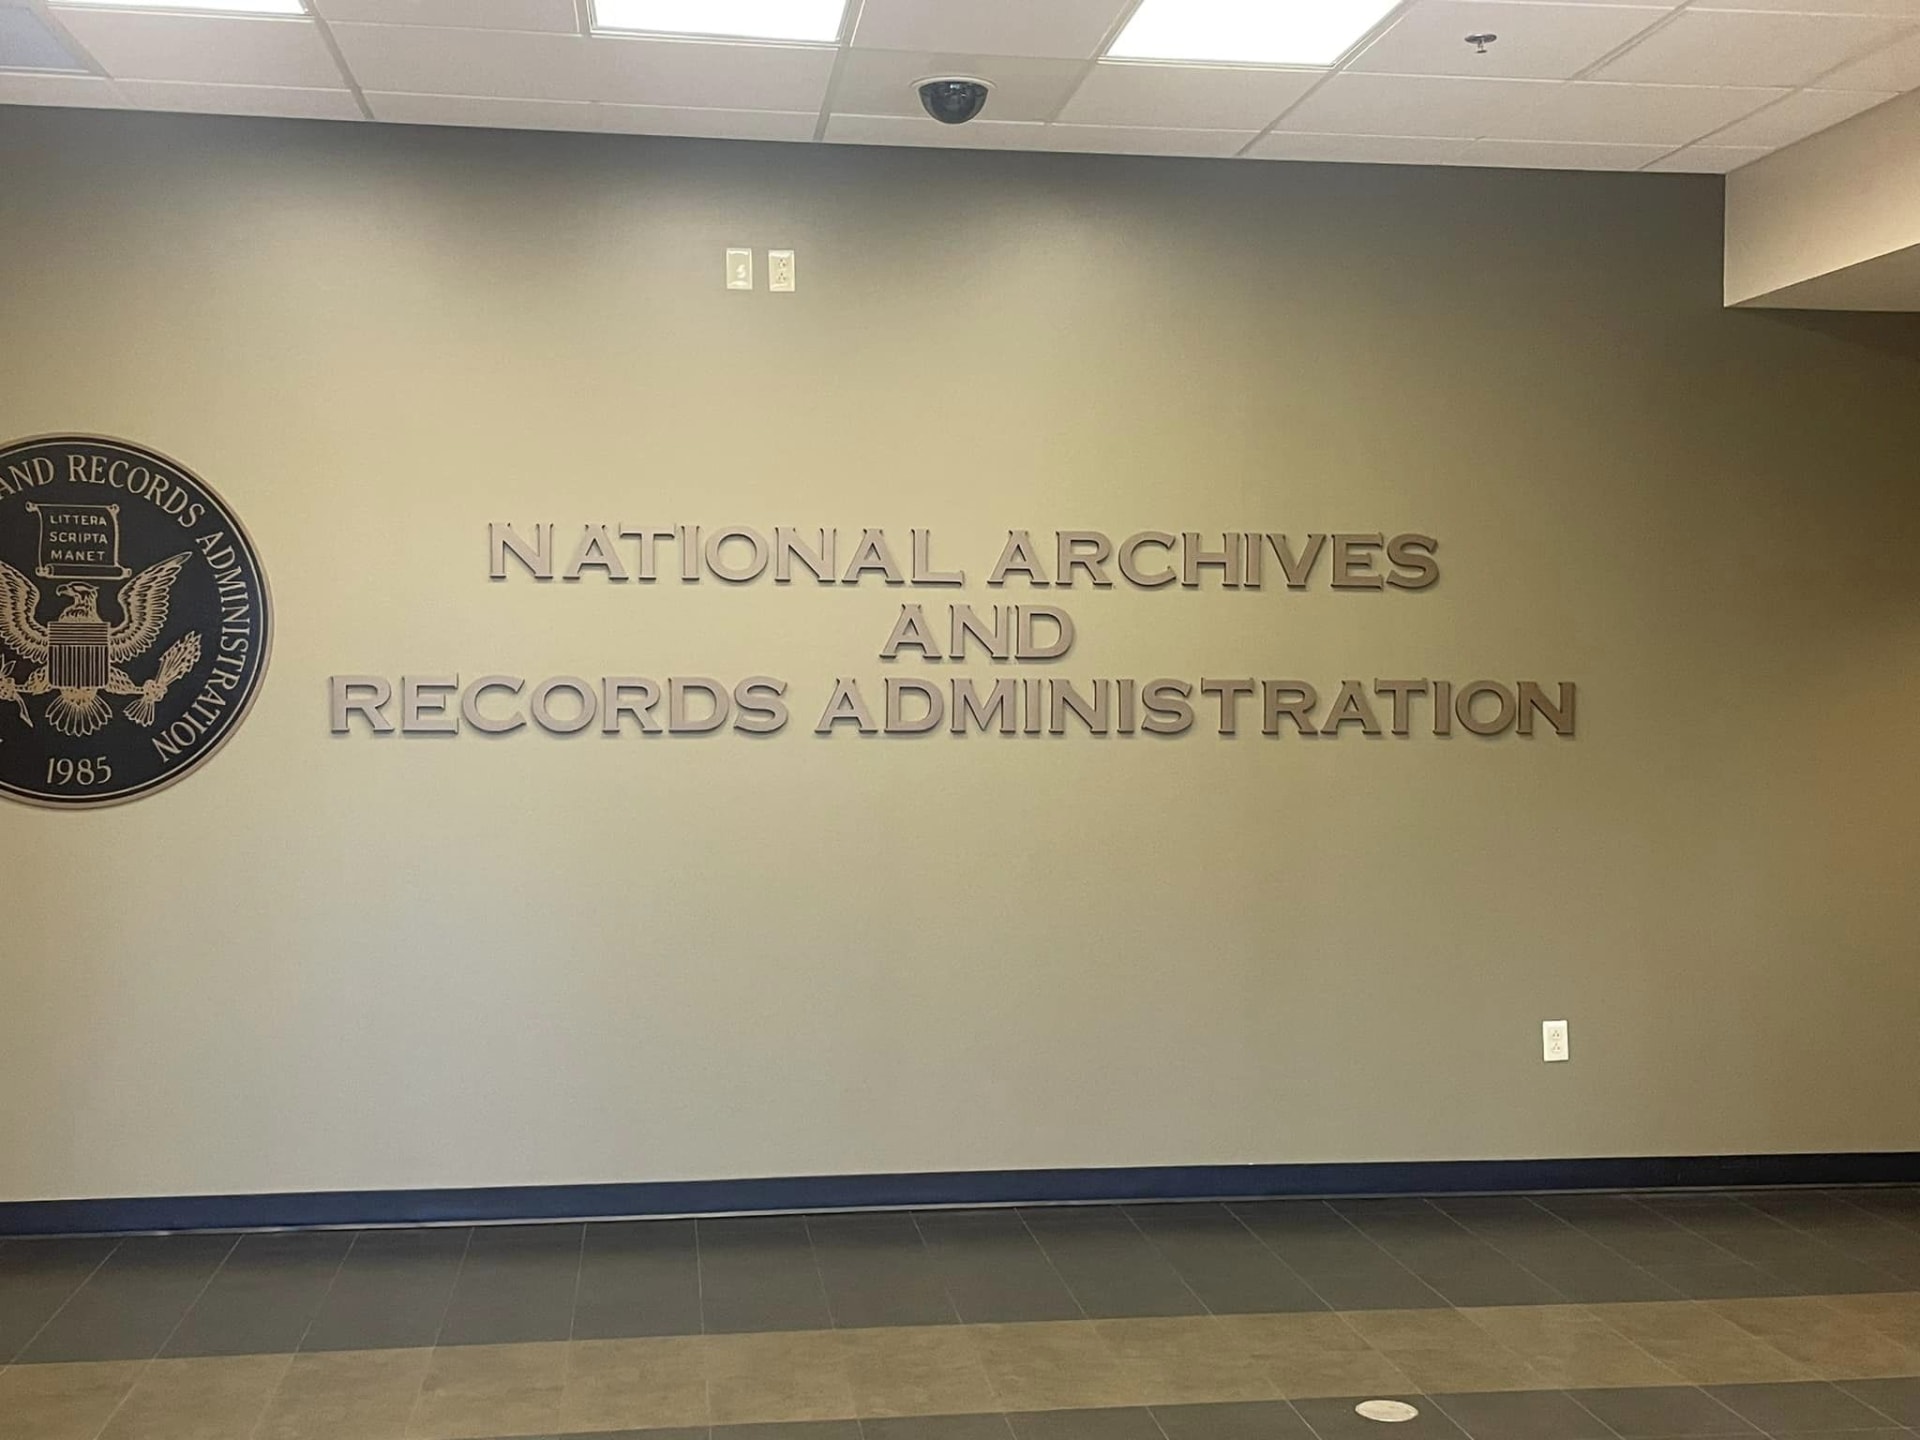 AND RECORDS ADMINISTRATION
LITTERA
SCRIPTA
MANET
1985
NATIONAL ARCHIVES
AND
RECORDS ADMINISTRATION